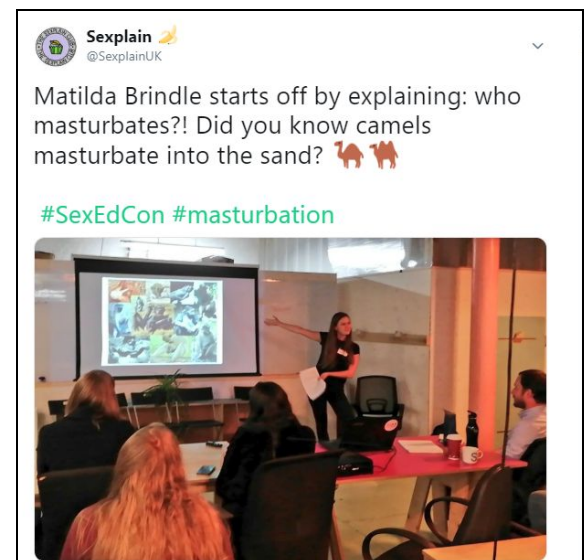 Sexplain 🍌
@SexplainUK
Matilda Brindle starts off by explaining: who
masturbates?! Did you know camels
masturbate into the sand? 🐪 🐫
#SexEdCon #masturbation